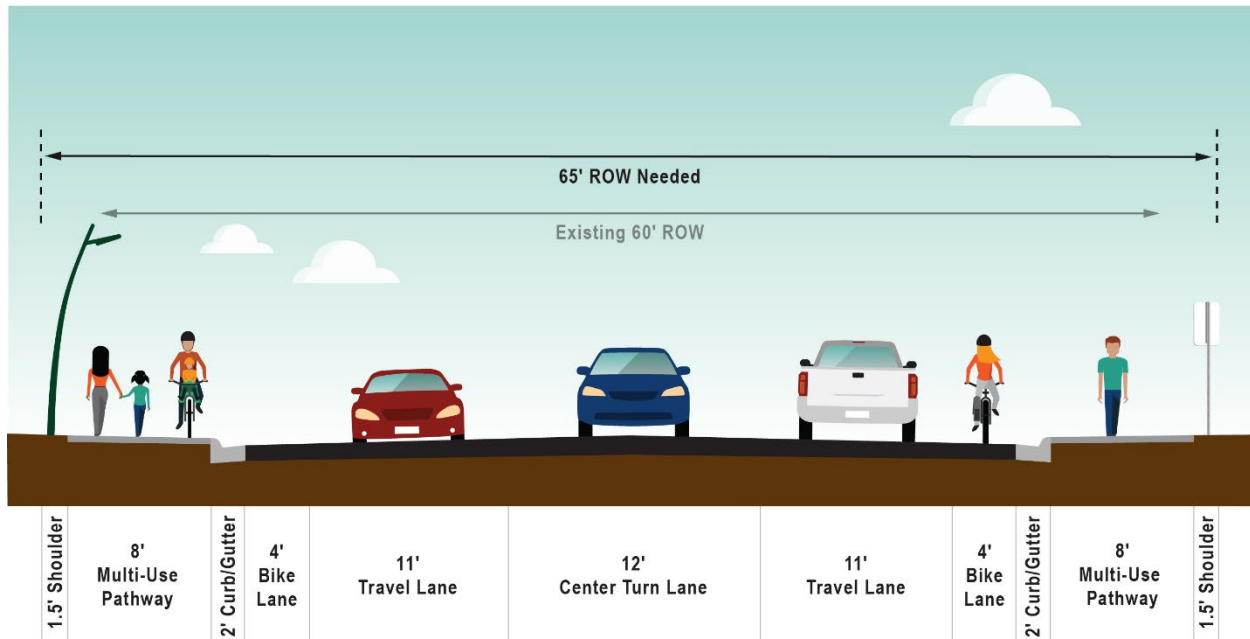 65' ROW Needed
Existing 60' ROW
1.5' Shoulder
8'
Multi-Use
Pathway
2' Curb/Gutter
4'
Bike
Lane
11'
Travel Lane
12'
Center Turn Lane
11'
Travel Lane
4'
Bike
Lane
2' Curb/Gutter
8'
Multi-Use
Pathway
1.5' Shoulder